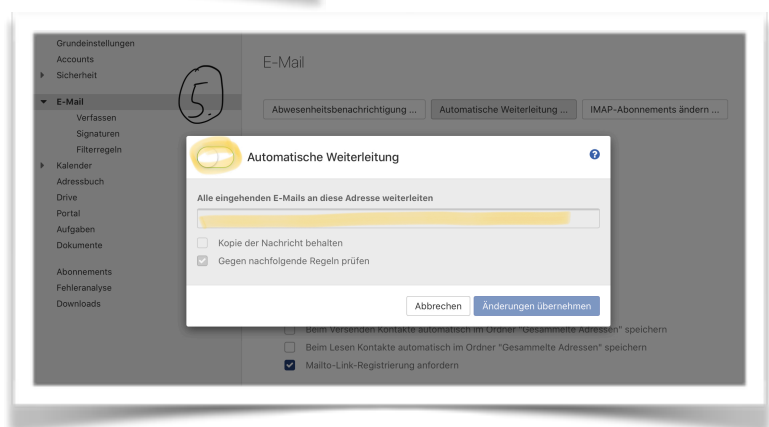 Grundeinstellungen
Accounts
Sicherheit
5.
E-Mail
Verfassen
Signaturen
Filterregeln
Kalender
Adressbuch
Drive
Portal
Aufgaben
Dokumente
Abonnements
Fehleranalyse
Downloads
E-Mail
Abwesenheitsbenachrichtigung ... Automatische Weiterleitung ... IMAP-Abonnements ändern ...
Automatische Weiterleitung
Alle eingehenden E-Mails an diese Adresse weiterleiten
Kopie der Nachricht behalten
Gegen nachfolgende Regeln prüfen
Abbrechen Änderungen übernehmen
Beim Versenden Kontakte automatisch im Ordner "Gesammelte Adressen" speichern
Beim Lesen Kontakte automatisch im Ordner "Gesammelte Adressen" speichern
Mailto-Link-Registrierung anfordern